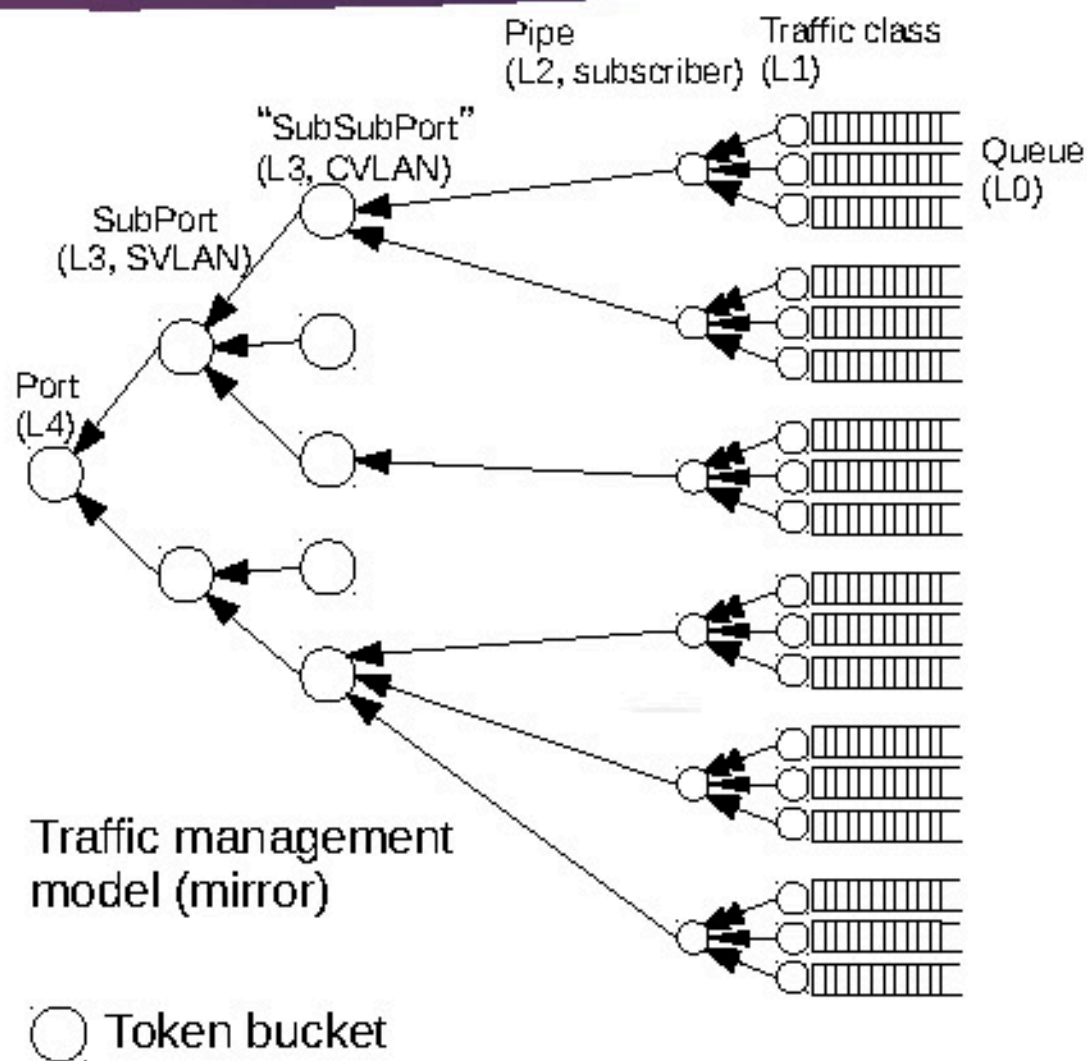 Pipe
(L2, subscriber)
Traffic class
(L1)
“SubSubPort”
(L3, CVLAN)
Queue
(L0)
SubPort
(L3, SVLAN)
Port
(L4)
Traffic management
model (mirror)
Token bucket